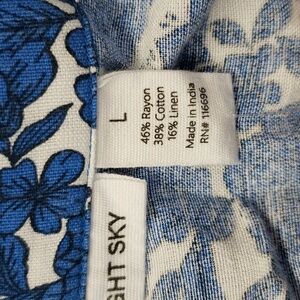 L
46% Rayon
38% Cotton
16% Linen
Made in India
RN# 116696
GHT SKY